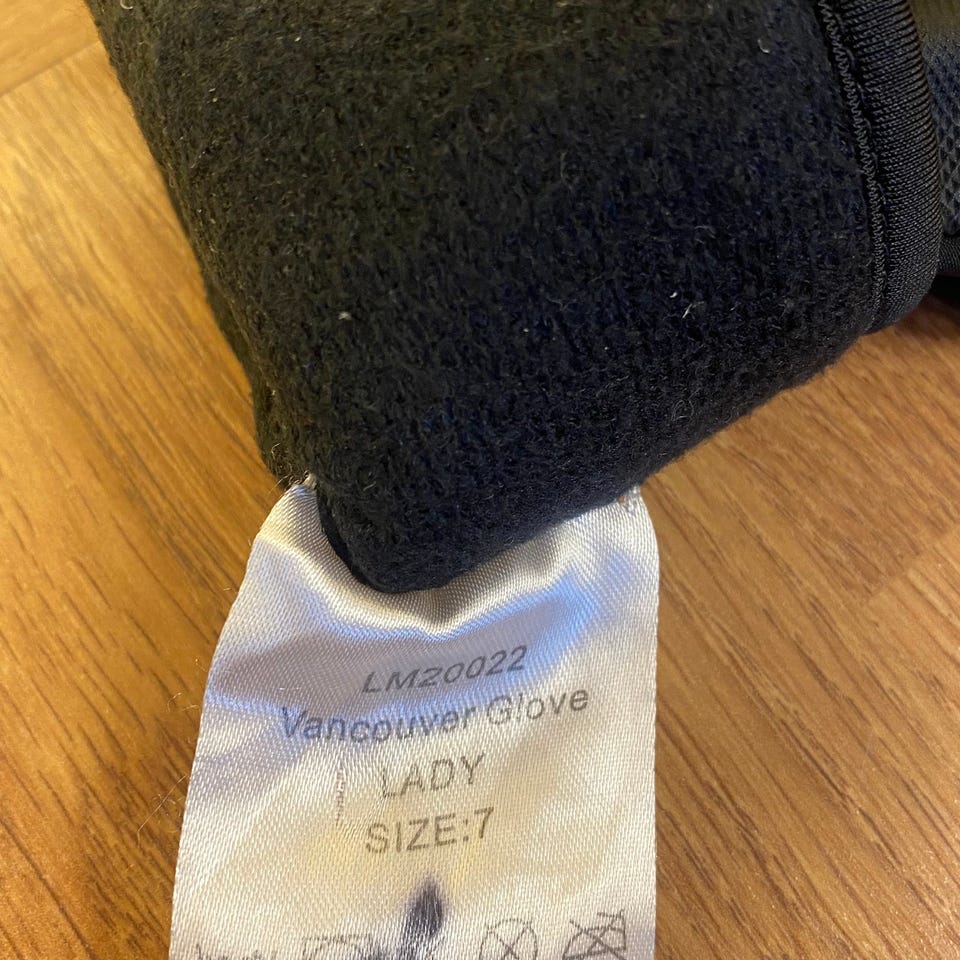 LM20022
Vancouver Glove
LADY
SIZE:7